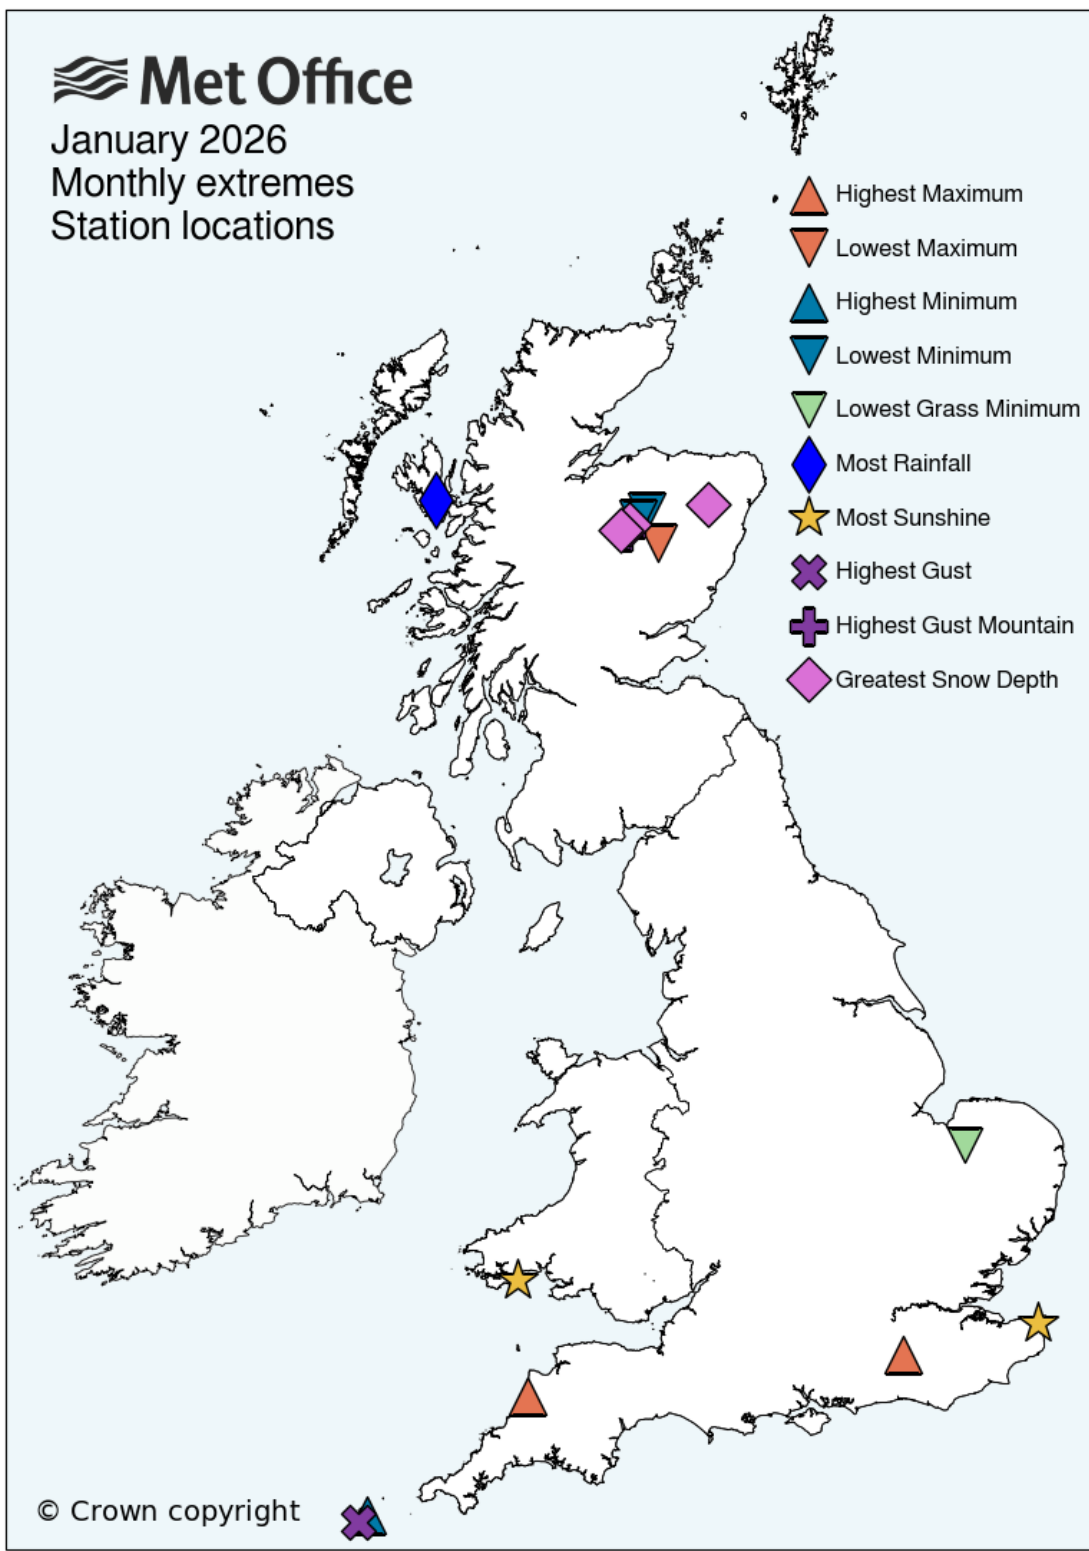 Met Office
January 2026
Monthly extremes
Station locations
Highest Maximum
Lowest Maximum
Highest Minimum
Lowest Minimum
Lowest Grass Minimum
Most Rainfall
Most Sunshine
Highest Gust
Highest Gust Mountain
Greatest Snow Depth
© Crown copyright